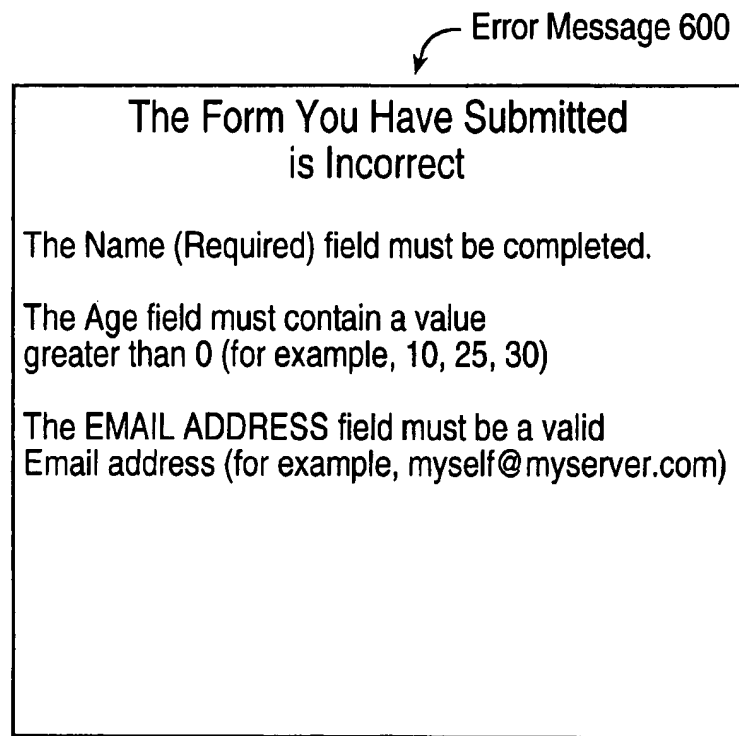 Error Message 600
The Form You Have Submitted
is Incorrect
The Name (Required) field must be completed.
The Age field must contain a value
greater than 0 (for example, 10, 25, 30)
The EMAIL ADDRESS field must be a valid
Email address (for example, myself@myserver.com)